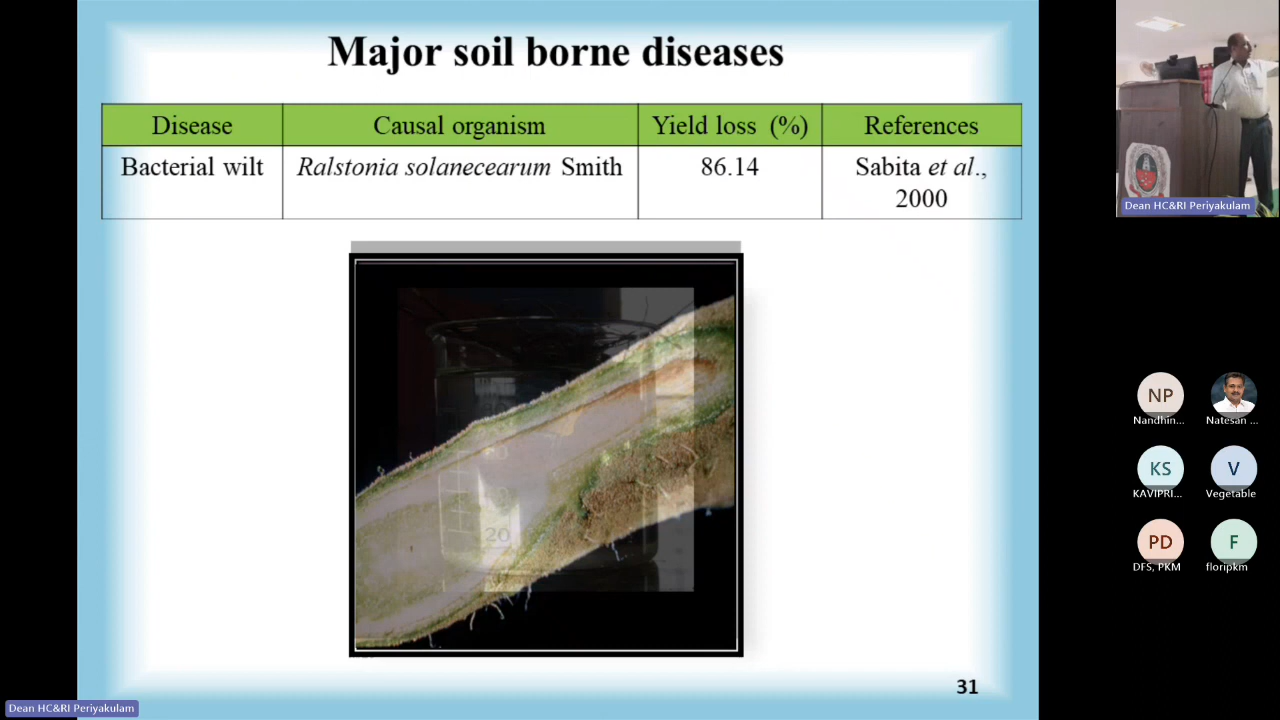 Major soil borne diseases
Disease Causal organism Yield loss (%) References
Bacterial wilt Ralstonia solanecearum Smith 86.14 Sabita et al.,
2000
20
31
Dean HC&RI Periyakulam
NP
Nandhin...
Natesan ...
KS
KAVIPRI...
V
Vegetable
PD
DFS, PKM
F
floripkm
Dean HC&RI Periyakulam